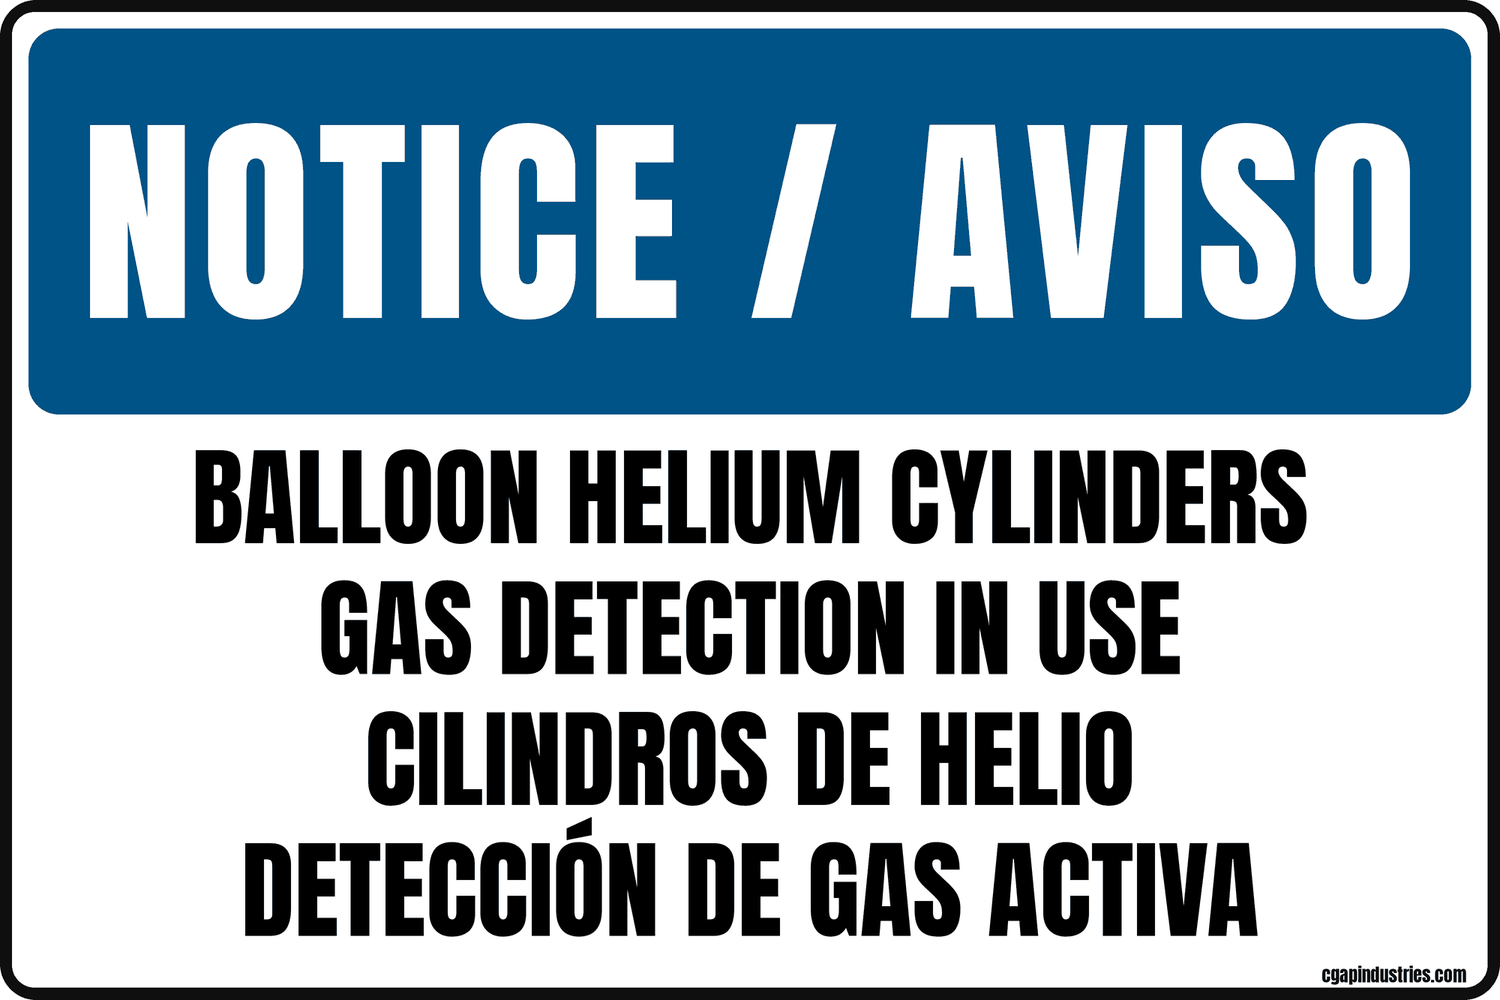 NOTICE / AVISO
BALLOON HELIUM CYLINDERS
GAS DETECTION IN USE
CILINDROS DE HELIO
DETECCIÓN DE GAS ACTIVA
cgapindustries.com